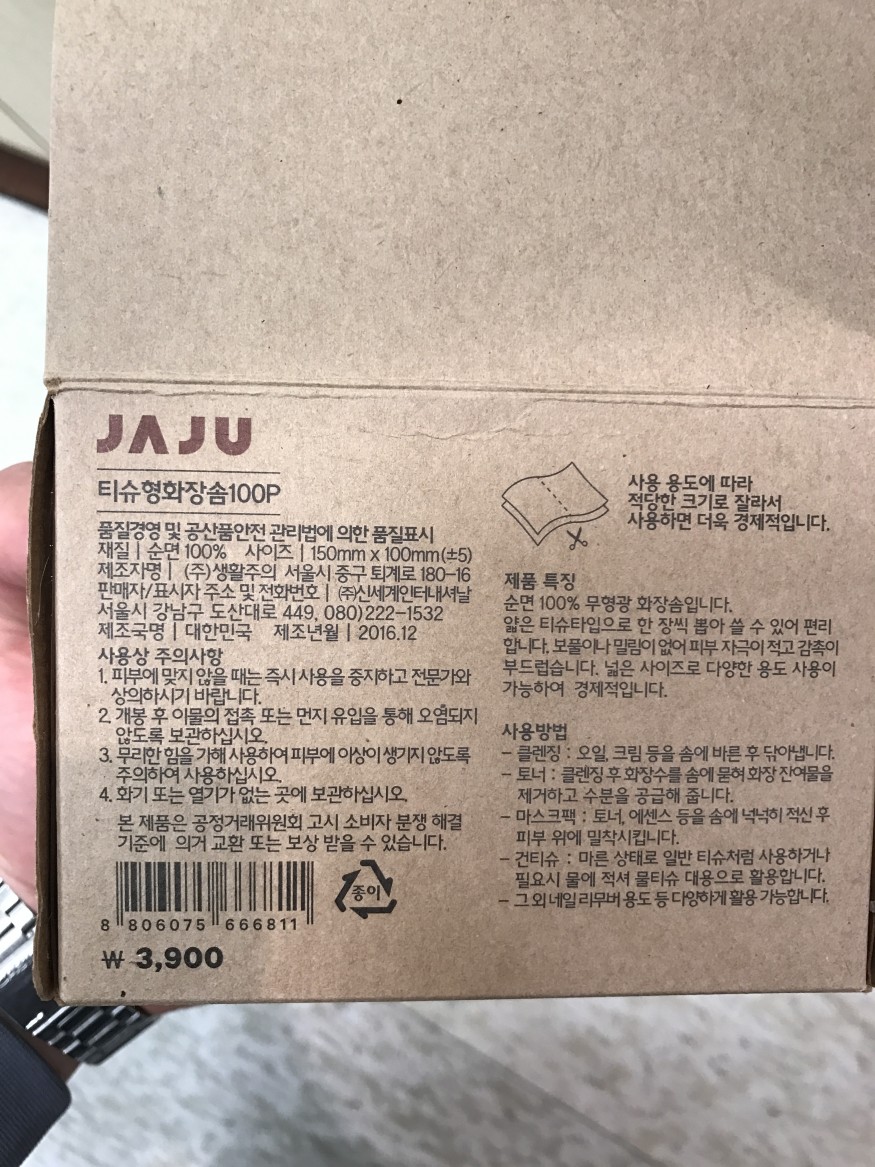 JAJU
티슈형화장솜100P
품질경영 및 공산품안전 관리법에 의한 품질표시
재질 | 순면 100% 사이즈 | 150mm x 100mm(±5)
제조자명 | (주)생활주의 서울시 중구 퇴계로 180-16
판매자/표시자 주소 및 전화번호 | ㈜신세계인터내셔날
서울시 강남구 도산대로 449, 080)222-1532
제조국명 | 대한민국 제조년월 | 2016.12
사용상 주의사항
1. 피부에 맞지 않을 때는 즉시 사용을 중지하고 전문가와
상의하시기 바랍니다.
2. 개봉 후 이물의 접촉 또는 먼지 유입을 통해 오염되지
않도록 보관하십시오.
3. 무리한 힘을 가해 사용하여 피부에 이상이 생기지 않도록
주의하여 사용하십시오.
4. 화기 또는 열기가 없는 곳에 보관하십시오.
본 제품은 공정거래위원회 고시 소비자 분쟁 해결
기준에 의거 교환 또는 보상 받을 수 있습니다.
종이
8 806075 666811
₩ 3,900
사용 용도에 따라
적당한 크기로 잘라서
사용하면 더욱 경제적입니다.
제품 특징
순면 100% 무형광 화장솜입니다.
얇은 티슈타입으로 한 장씩 뽑아 쓸 수 있어 편리
합니다. 보풀이나 밀림이 없어 피부 자극이 적고 감촉이
부드럽습니다. 넓은 사이즈로 다양한 용도 사용이
가능하여 경제적입니다.
사용방법
- 클렌징 : 오일, 크림 등을 솜에 바른 후 닦아냅니다.
- 토너 : 클렌징 후 화장수를 솜에 묻혀 화장 잔여물을
제거하고 수분을 공급해 줍니다.
- 마스크팩 : 토너, 에센스 등을 솜에 넉넉히 적신 후
피부 위에 밀착시킵니다.
- 건티슈 : 마른 상태로 일반 티슈처럼 사용하거나
필요시 물에 적셔 물티슈 대용으로 활용합니다.
- 그 외 네일 리무버 용도 등 다양하게 활용 가능합니다.